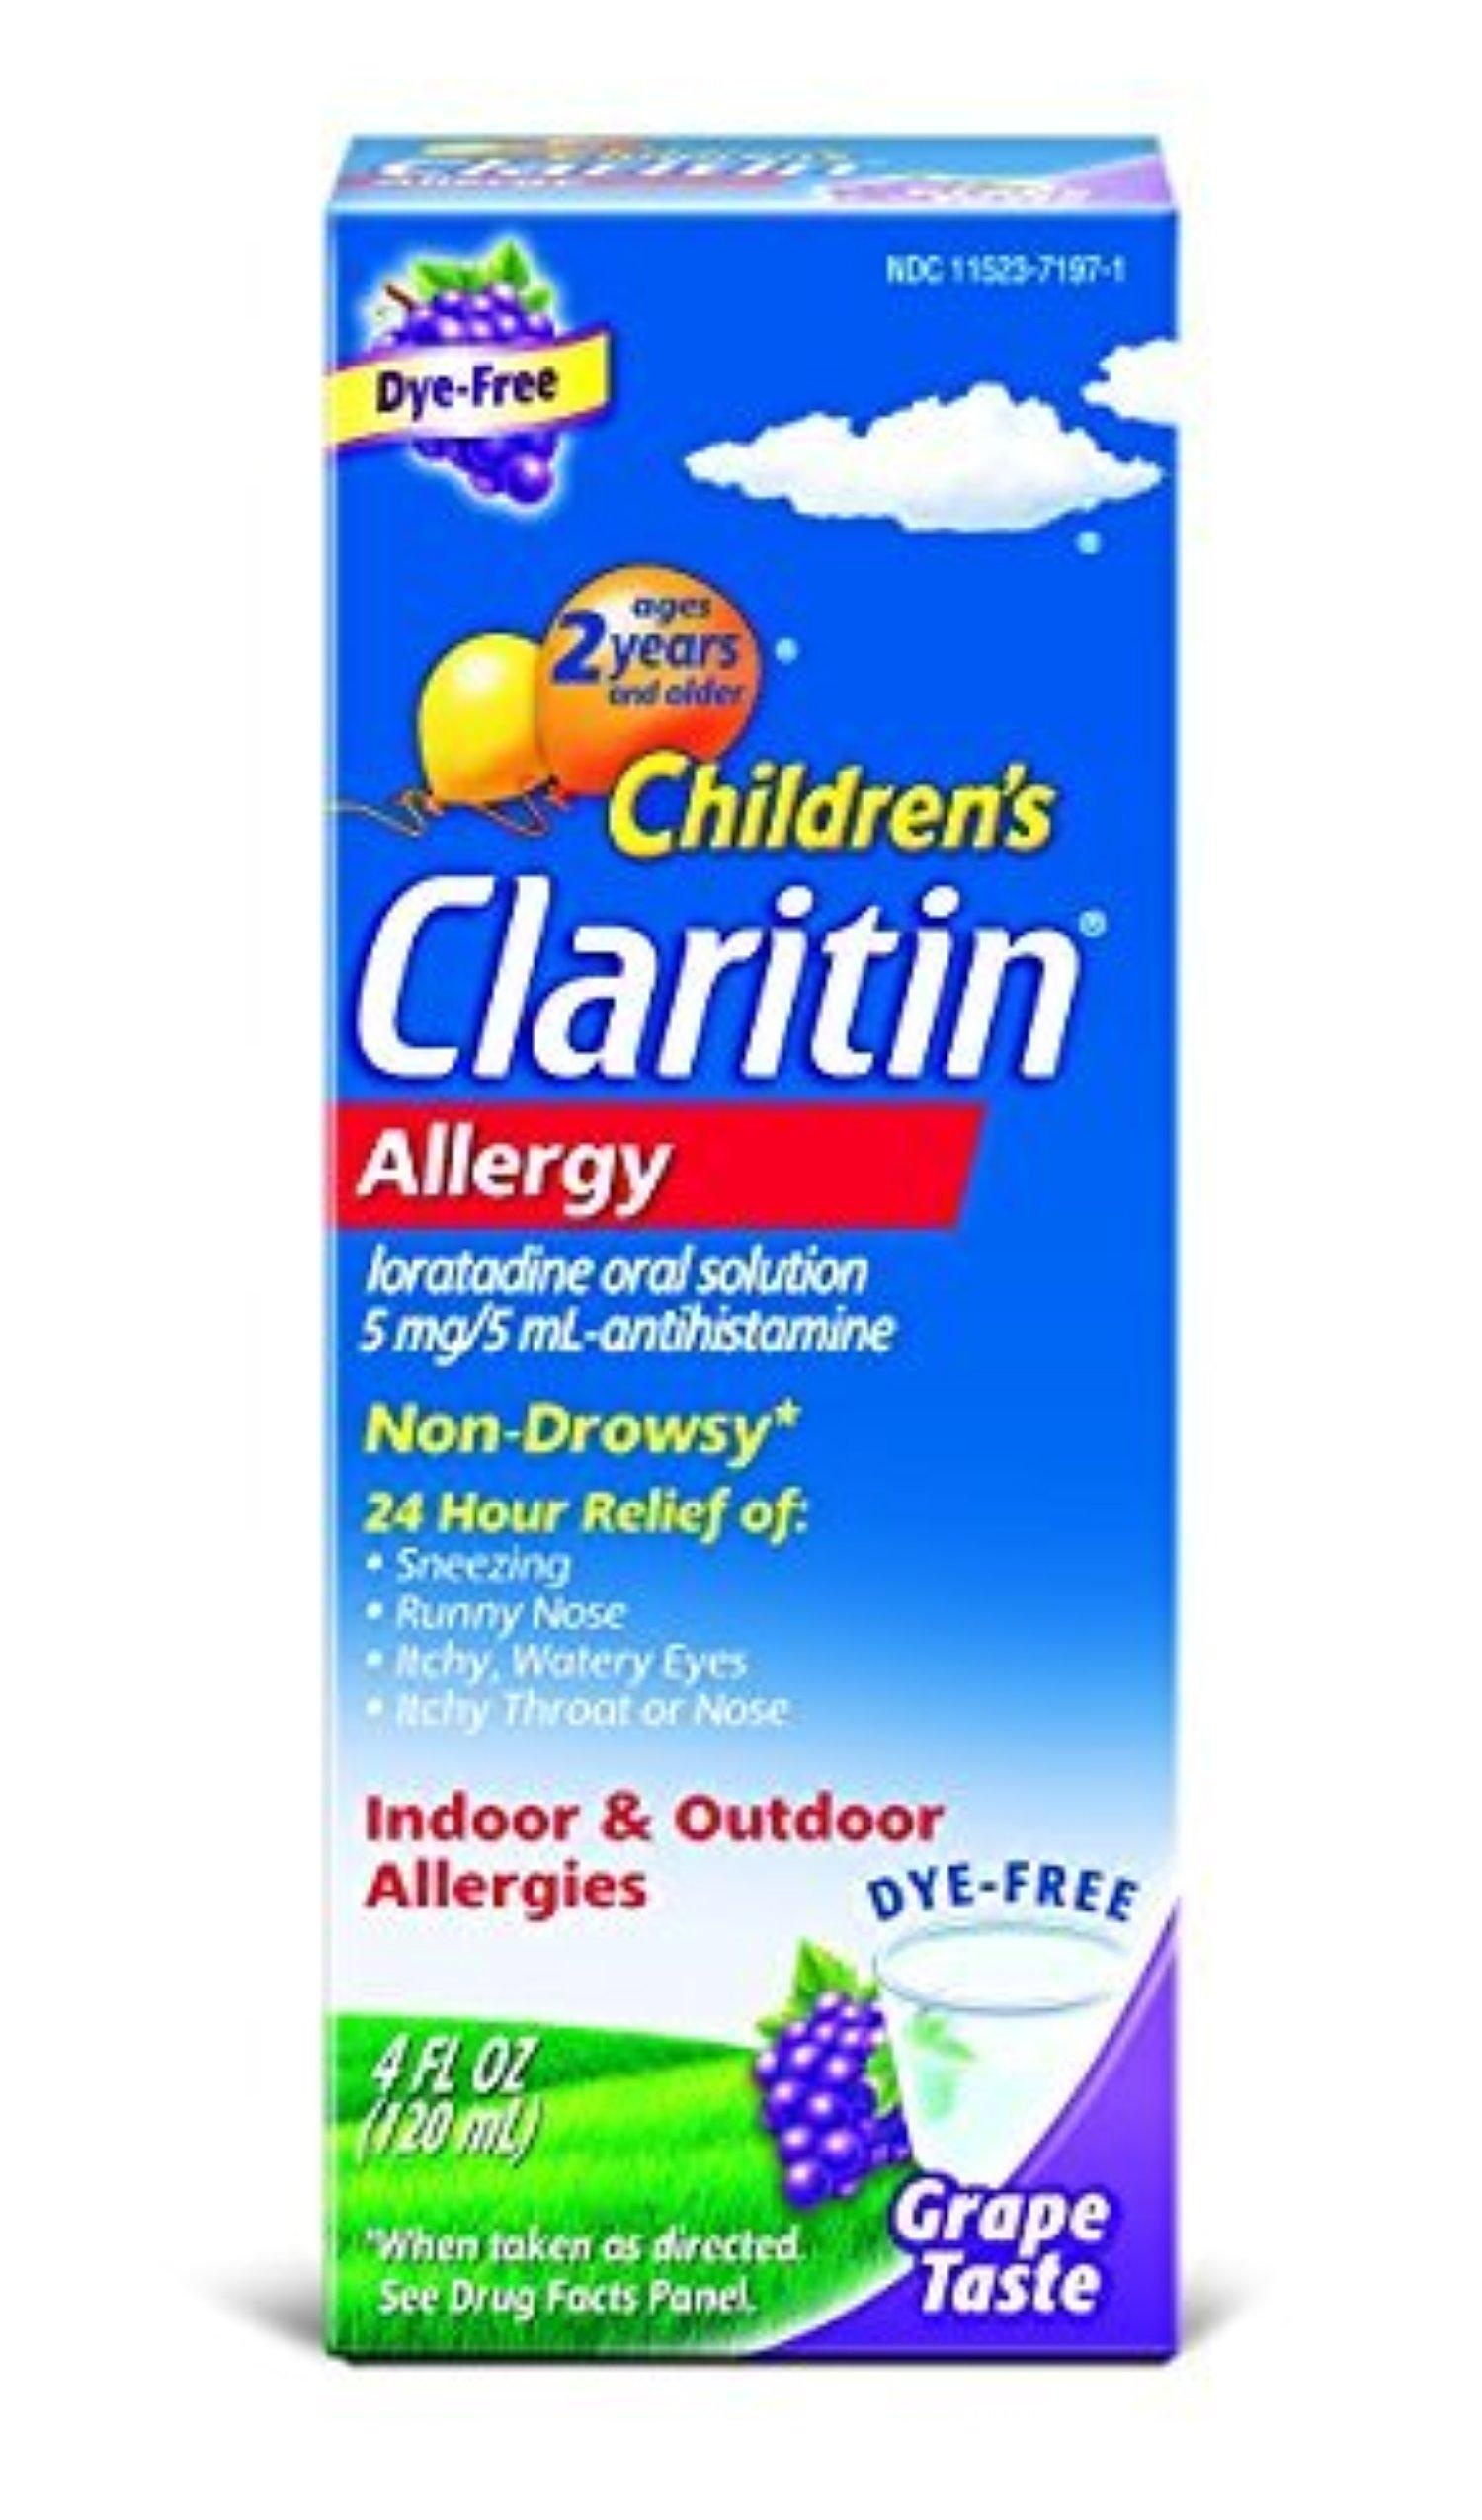 Claritin
NDC 11523-7197-1
Dye-Free
ages
2 years
and older
Children's
Claritin®
Allergy
loratadine oral solution
5 mg/5 mL-antihistamine
Non-Drowsy*
24 Hour Relief of:
• Sneezing
• Runny Nose
• Itchy, Watery Eyes
• Itchy Throat or Nose
Indoor & Outdoor
Allergies
DYE-FREE
4 FL OZ
(120 mL)
Grape
Taste
*When taken as directed.
See Drug Facts Panel.